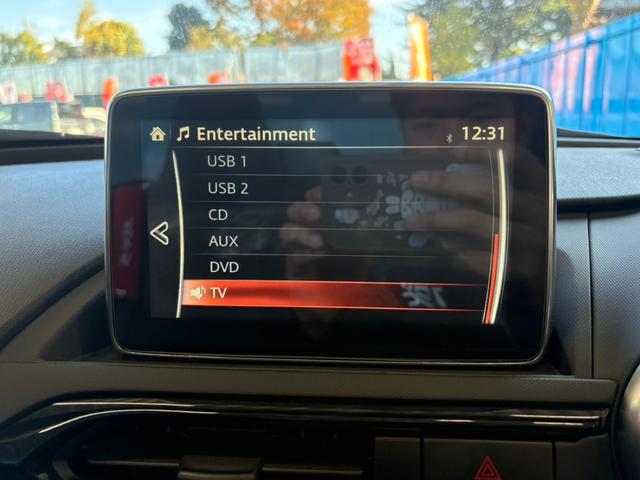 Entertainment 12:31
USB 1
USB 2
CD
AUX
DVD
TV